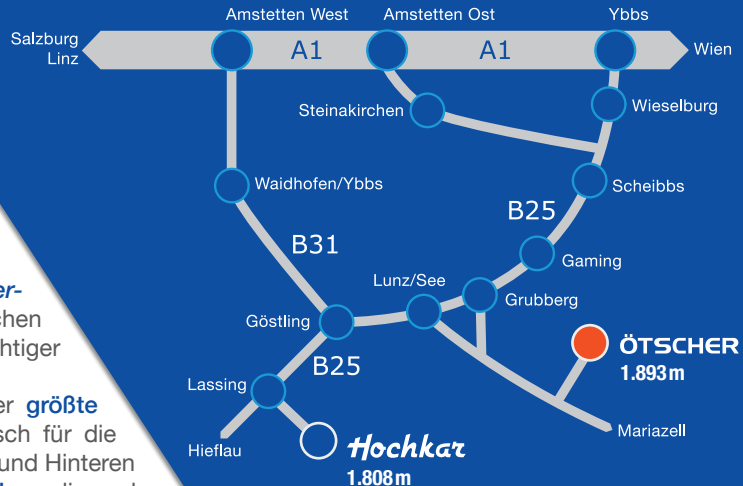 Amstetten West
Amstetten Ost
Ybbs
Salzburg
Linz
A1
A1
Wien
Steinakirchen
Wieselburg
Waidhofen/Ybbs
Scheibbs
B25
B31
Gaming
Lunz/See
Grubberg
Göstling
ÖTSCHER
1.893 m
B25
Lassing
Mariazell
Hieflau
Hochkar
1.808 m
er-
chen
htiger
er größte
sch für die
und Hinteren